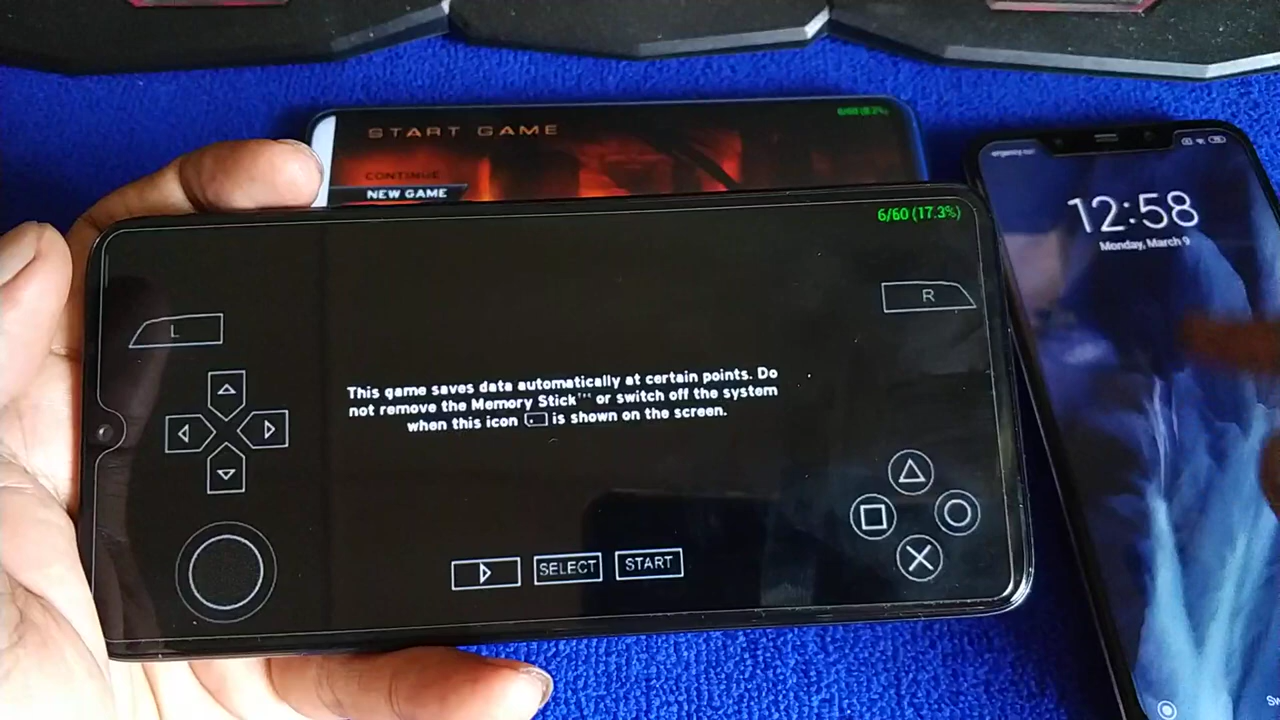 START GAME
CONTINUE
NEW GAME
6/60 (17.3%)
L
R
This game saves data automatically at certain points. Do
not remove the Memory Stick™ or switch off the system
when this icon is shown on the screen.
SELECT
START
12:58
Monday, March 9